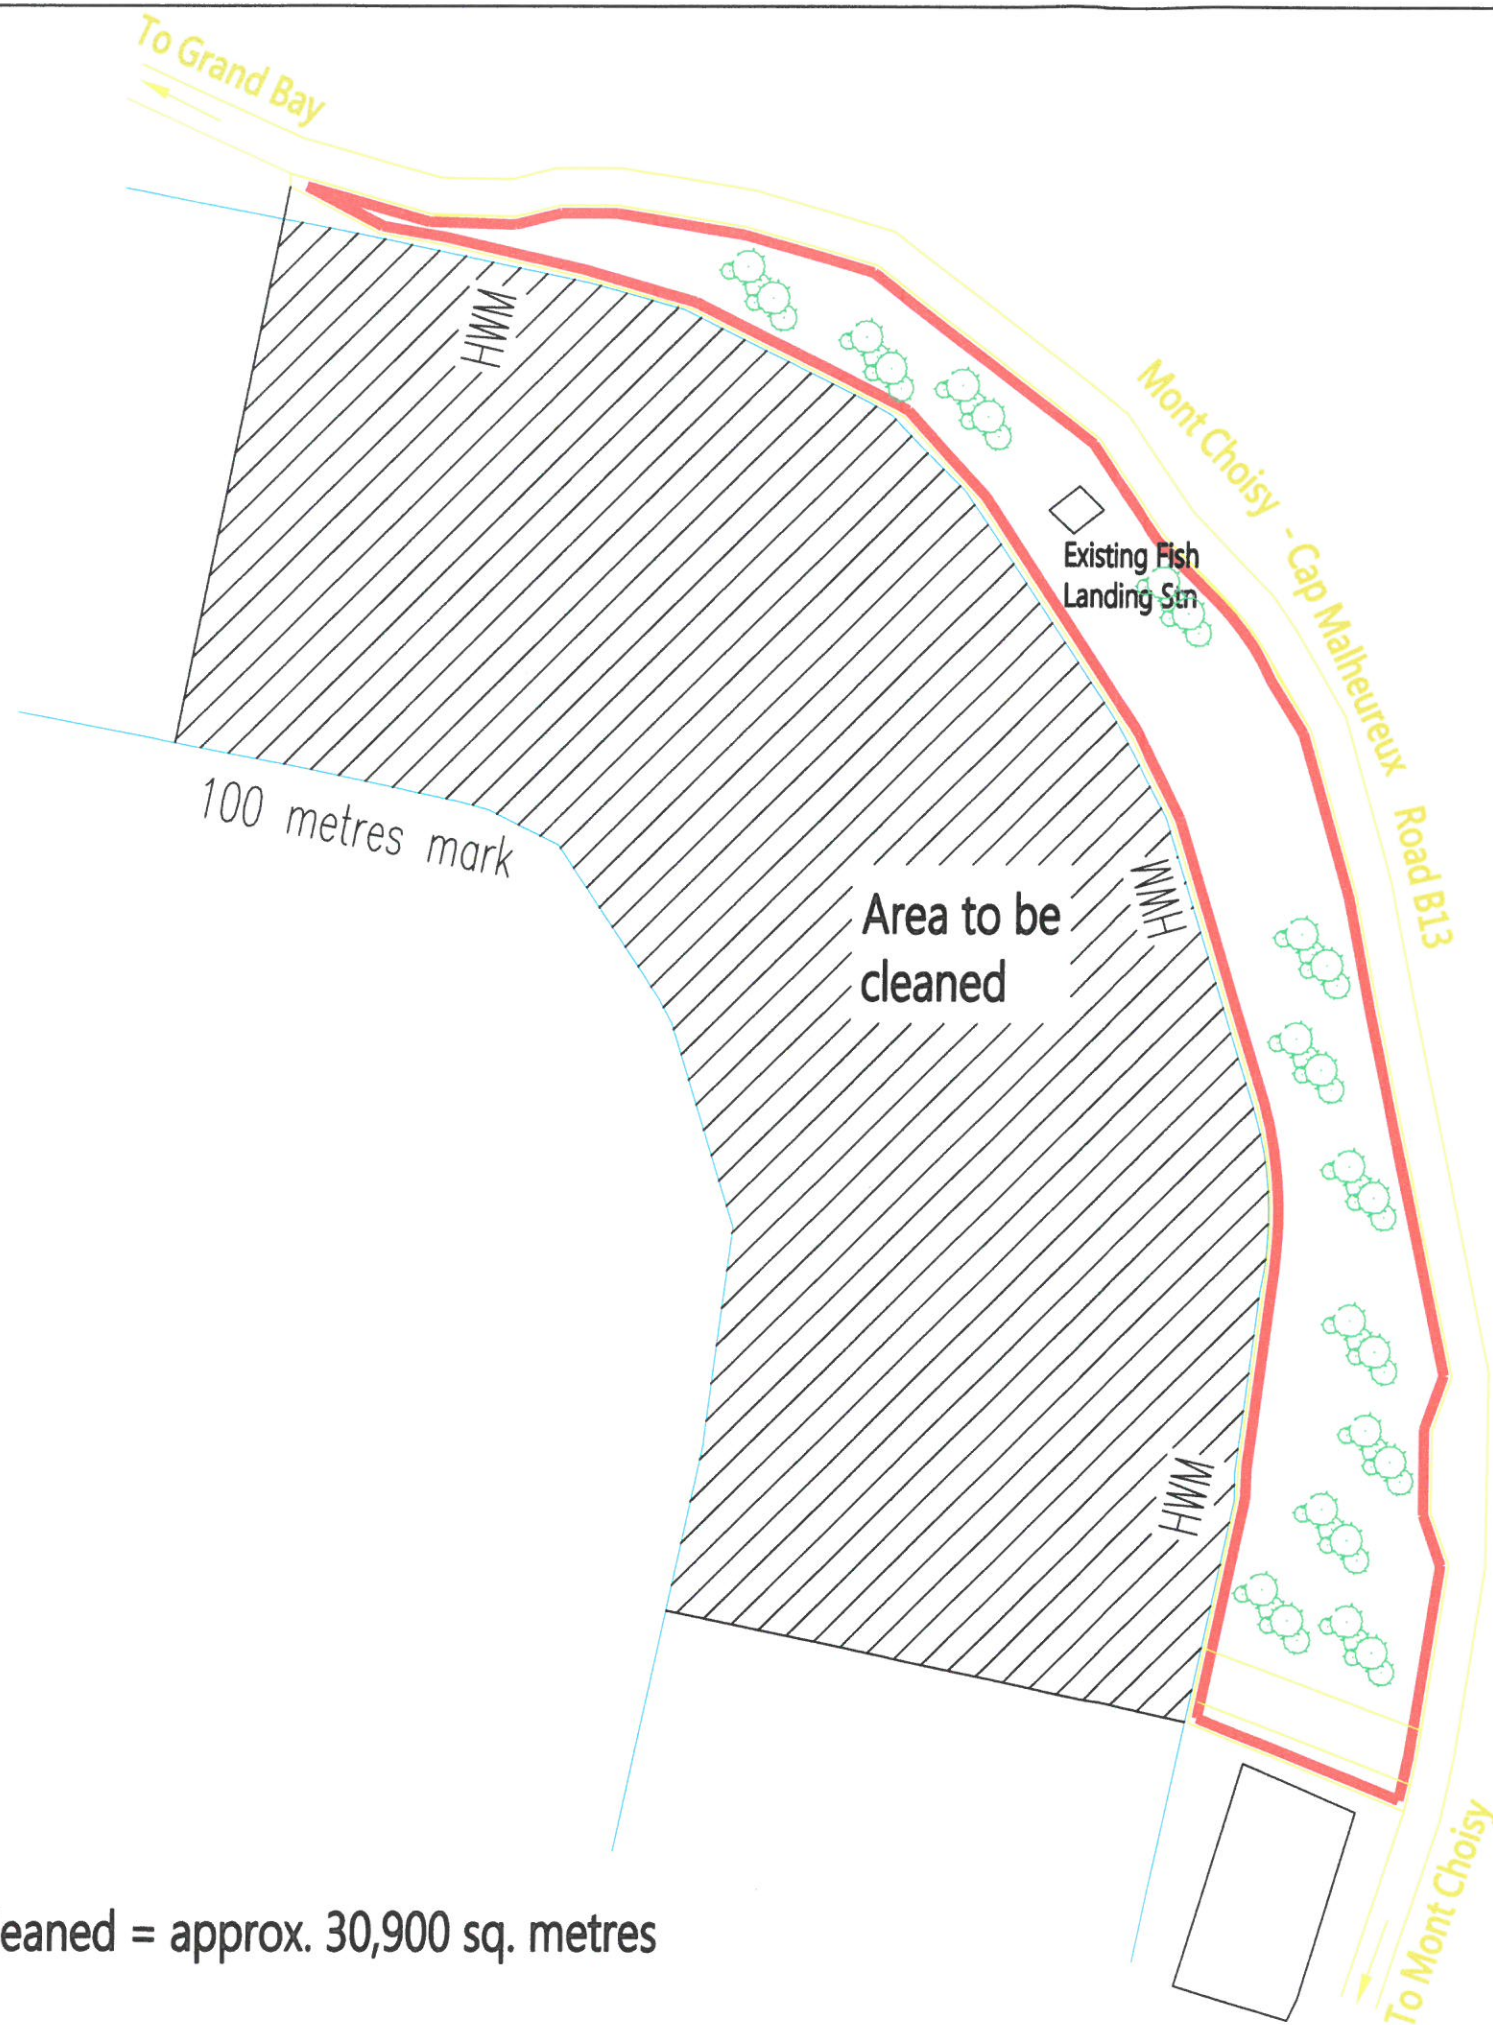 To Grand Bay
HWM
Mont Choisy - Cap Malheureux Road B13
Existing Fish
Landing Stn
100 metres mark
HWM
Area to be
cleaned
HWM
To Mont Choisy
eaned = approx. 30,900 sq. metres